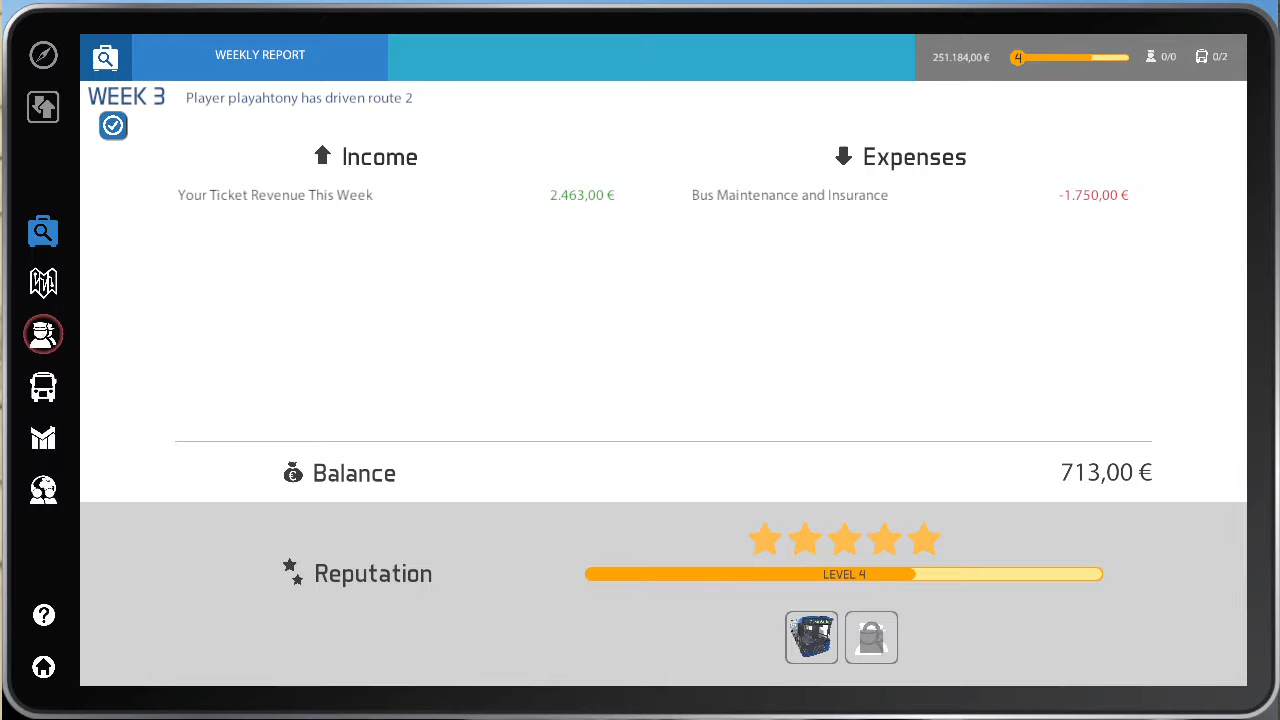 WEEKLY REPORT
251.184,00 €
4
0/0
0/2
WEEK 3
Player playahtony has driven route 2
Income
Expenses
Your Ticket Revenue This Week
2.463,00 €
Bus Maintenance and Insurance
-1.750,00 €
Balance
713,00 €
Reputation
LEVEL 4